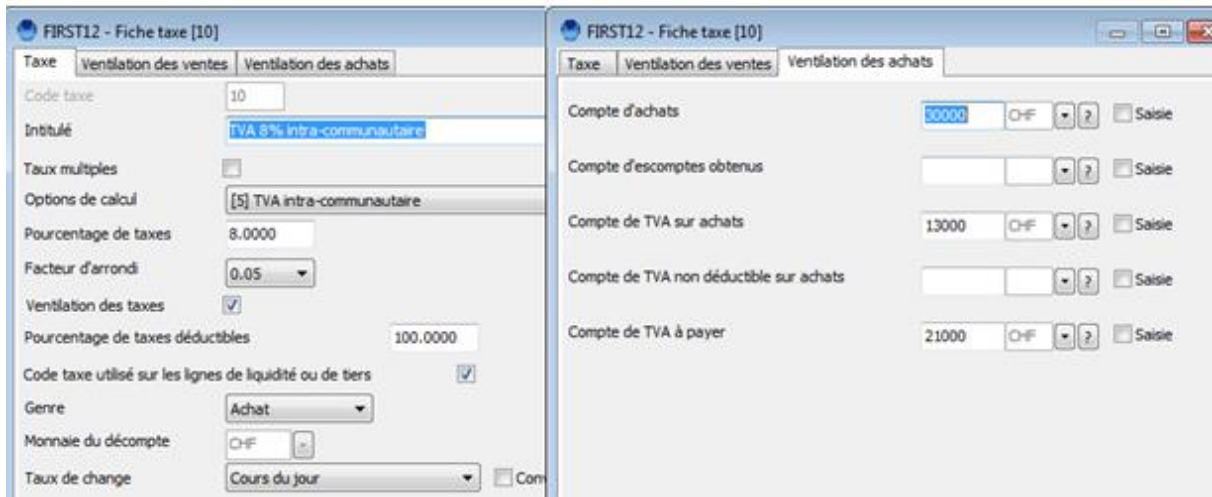 FIRST12 - Fiche taxe [10]
Taxe Ventilation des ventes Ventilation des achats
Code taxe 10
Intitulé TVA 8% intra-communautaire
Taux multiples
Options de calcul [5] TVA intra-communautaire
Pourcentage de taxes 8.0000
Facteur d'arrondi 0.05
Ventilation des taxes
Pourcentage de taxes déductibles 100.0000
Code taxe utilisé sur les lignes de liquidité ou de tiers
Genre Achat
Monnaie du décompte CHF
Taux de change Cours du jour Conv
FIRST12 - Fiche taxe [10]
Taxe Ventilation des ventes Ventilation des achats
Compte d'achats 30000 CHF ? Saisie
Compte d'escomptes obtenus ? Saisie
Compte de TVA sur achats 13000 CHF ? Saisie
Compte de TVA non déductible sur achats ? Saisie
Compte de TVA à payer 21000 CHF ? Saisie